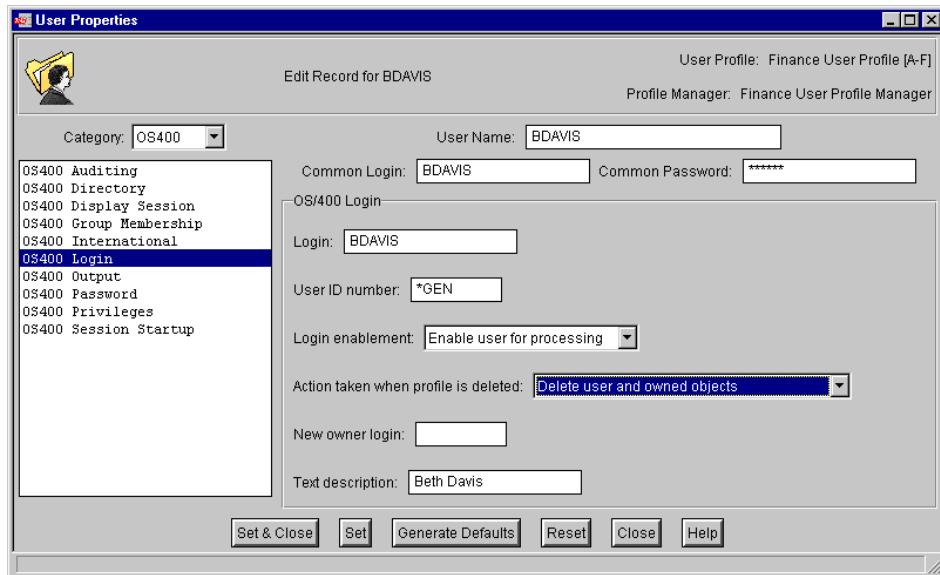 User Properties
User Profile: Finance User Profile [A-F]
Edit Record for BDAVIS
Profile Manager: Finance User Profile Manager
Category: OS400
User Name: BDAVIS
Common Login: BDAVIS Common Password: ******
OS400 Auditing
OS400 Directory
OS400 Display Session
OS400 Group Membership
OS400 International
OS400 Login
OS400 Output
OS400 Password
OS400 Privileges
OS400 Session Startup
OS/400 Login
Login: BDAVIS
User ID number: *GEN
Login enablement: Enable user for processing
Action taken when profile is deleted: Delete user and owned objects
New owner login:
Text description: Beth Davis
Set & Close Set Generate Defaults Reset Close Help